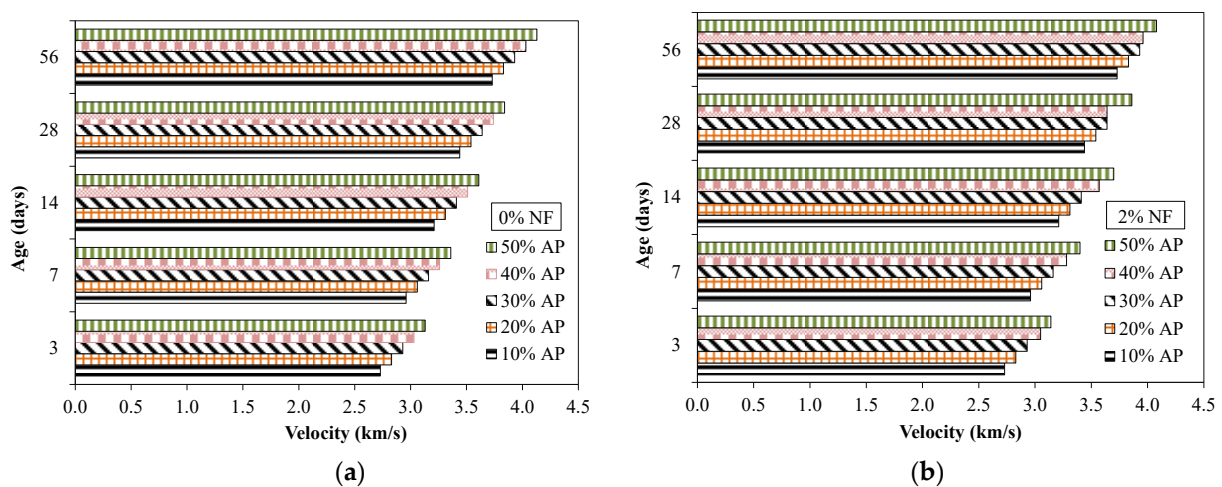 56
28
14
7
3
Age (days)
0% NF
50% AP
40% AP
30% AP
20% AP
10% AP
0.0 0.5 1.0 1.5 2.0 2.5 3.0 3.5 4.0 4.5
Velocity (km/s)
(a)
56
28
14
7
3
Age (days)
2% NF
50% AP
40% AP
30% AP
20% AP
10% AP
0.0 0.5 1.0 1.5 2.0 2.5 3.0 3.5 4.0 4.5
Velocity (km/s)
(b)